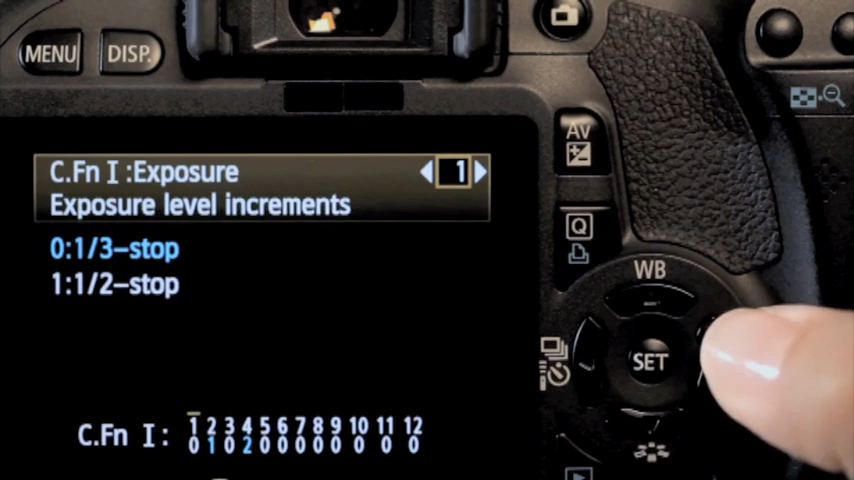 MENU
DISP.
Av
C.Fn I :Exposure 1
Exposure level increments
Q
0:1/3-stop
1:1/2-stop
WB
SET
C.Fn I: 1 2 3 4 5 6 7 8 9 10 11 12
0 1 0 2 0 0 0 0 0 0 0 0